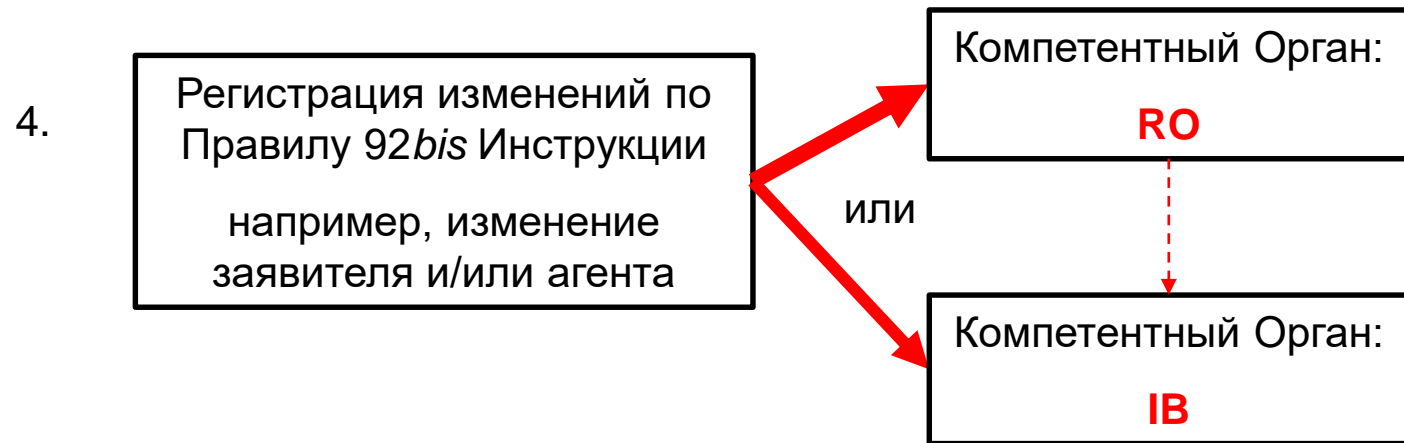 4.
Регистрация изменений по
Правилу 92bis Инструкции
например, изменение
заявителя и/или агента
Компетентный Орган:
RO
или
Компетентный Орган:
IB